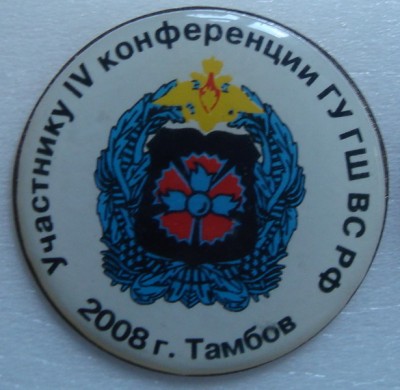 Участнику IV конференции ГУ ГШ ВС РФ
2008 г. Тамбов